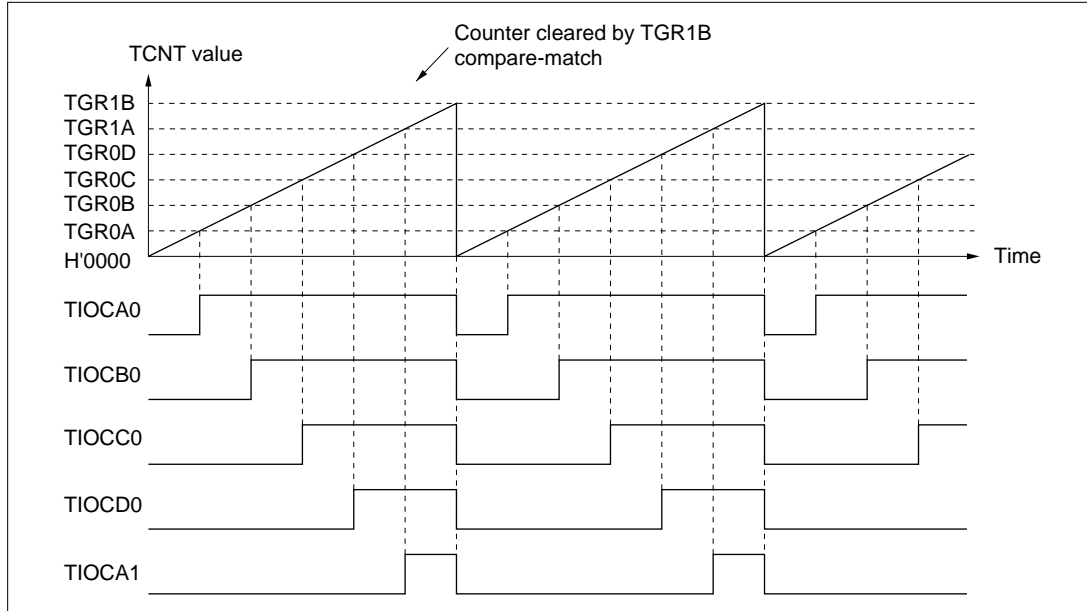 Counter cleared by TGR1B
compare-match
TCNT value
TGR1B
TGR1A
TGR0D
TGR0C
TGR0B
TGR0A
H'0000
Time
TIOCA0
TIOCB0
TIOCC0
TIOCD0
TIOCA1